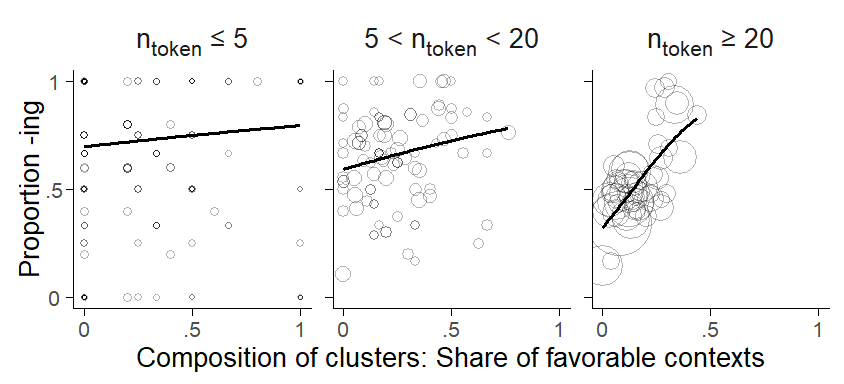 n_token ≤ 5
5 < n_token < 20
n_token ≥ 20
Proportion -ing
1
.5
0
0 .5 1
0 .5 1
0 .5 1
Composition of clusters: Share of favorable contexts